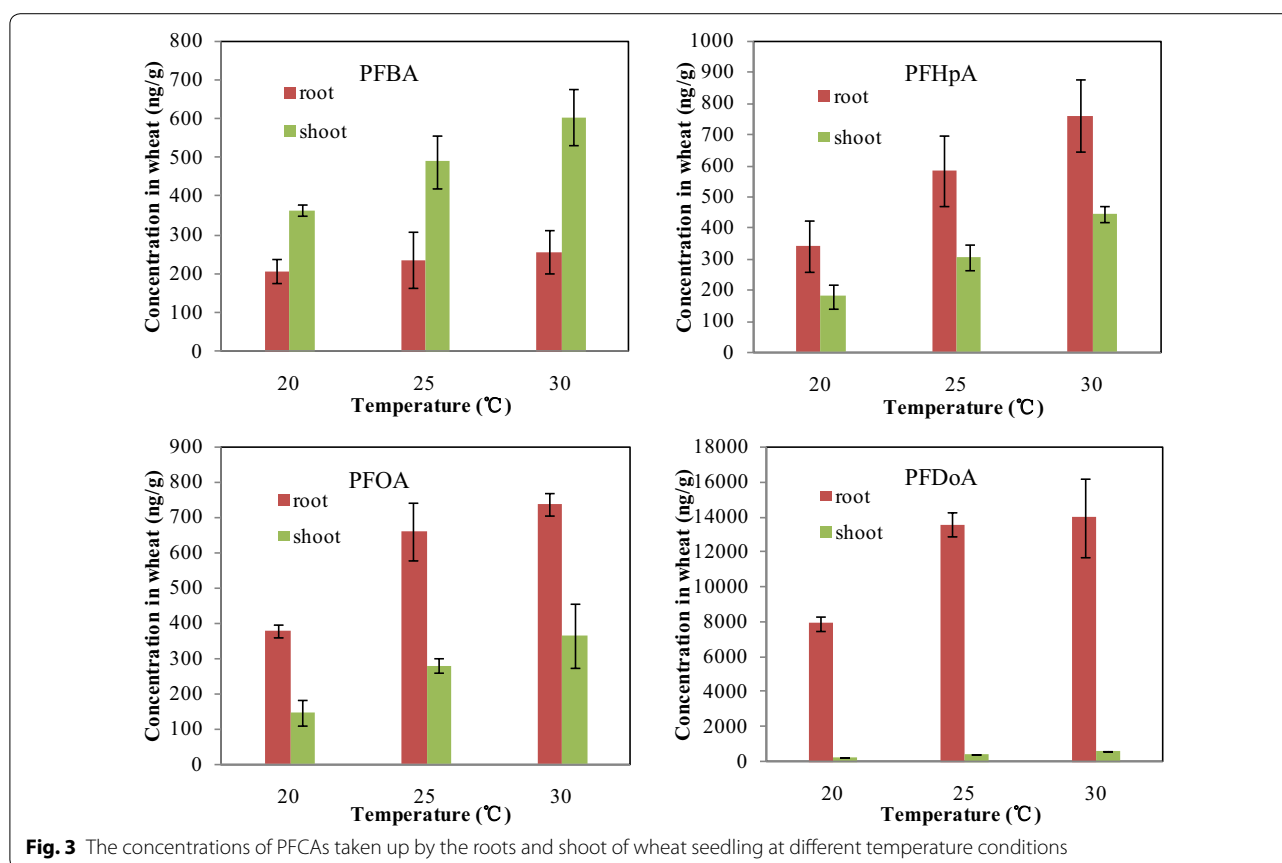 PFBA
root
shoot
Concentration in wheat (ng/g)
800
700
600
500
400
300
200
100
0
20 25 30
Temperature (℃)
PFHpA
root
shoot
Concentration in wheat (ng/g)
1000
900
800
700
600
500
400
300
200
100
0
20 25 30
Temperature (℃)
PFOA
root
shoot
Concentration in wheat (ng/g)
900
800
700
600
500
400
300
200
100
0
20 25 30
Temperature (℃)
PFDoA
root
shoot
Concentration in wheat (ng/g)
18000
16000
14000
12000
10000
8000
6000
4000
2000
0
20 25 30
Temperature (℃)
Fig. 3 The concentrations of PFCAs taken up by the roots and shoot of wheat seedling at different temperature conditions